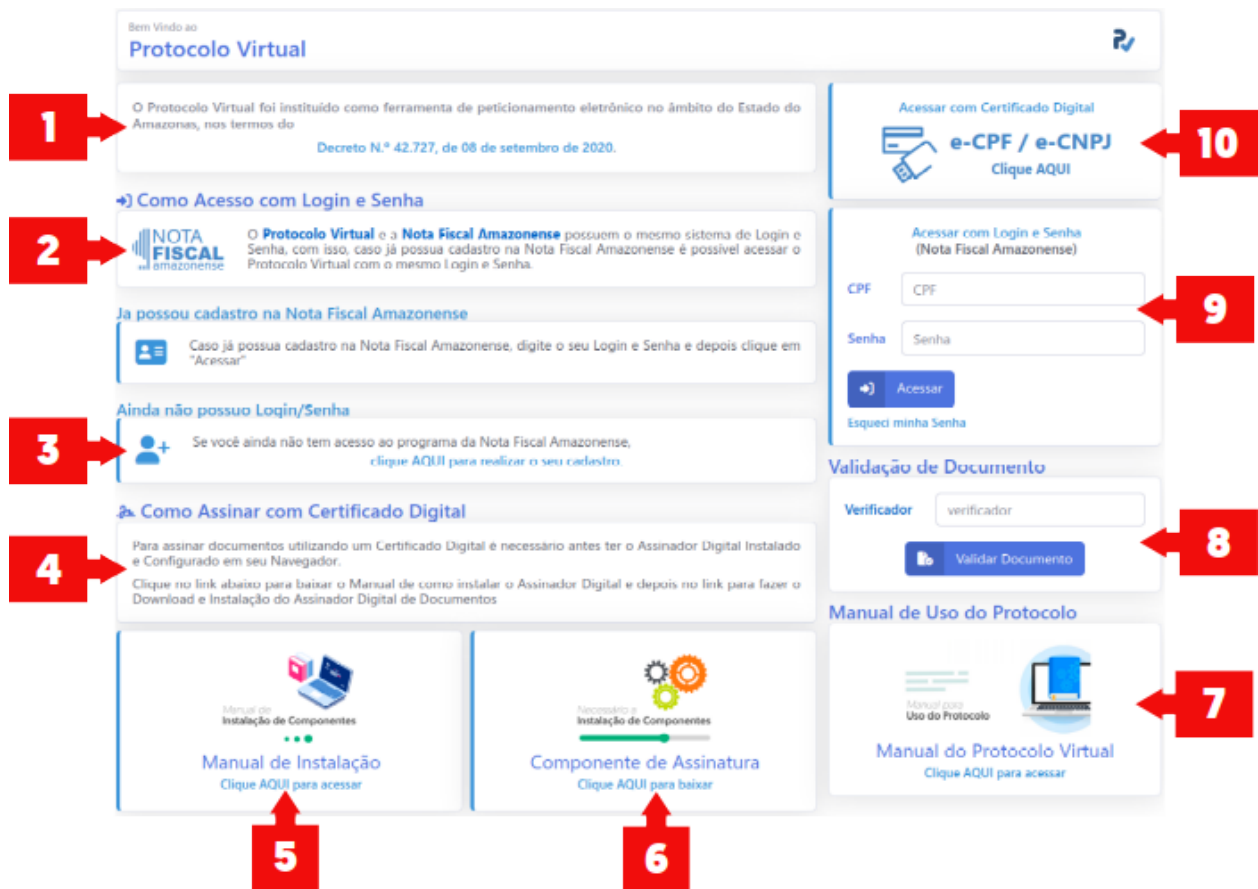 Bem Vindo ao
Protocolo Virtual
1
O Protocolo Virtual foi instituído como ferramenta de peticionamento eletrônico no âmbito do Estado do
Amazonas, nos termos do
Decreto N.º 42.727, de 08 de setembro de 2020.
Como Acesso com Login e Senha
2
NOTA
FISCAL
amazonense
O Protocolo Virtual e a Nota Fiscal Amazonense possuem o mesmo sistema de Login e
Senha, com isso, caso já possua cadastro na Nota Fiscal Amazonense é possível acessar o
Protocolo Virtual com o mesmo Login e Senha.
Ja possou cadastro na Nota Fiscal Amazonense
Caso já possua cadastro na Nota Fiscal Amazonense, digite o seu Login e Senha e depois clique em
"Acessar"
Ainda não possuo Login/Senha
3
Se você ainda não tem acesso ao programa da Nota Fiscal Amazonense,
clique AQUI para realizar o seu cadastro.
Como Assinar com Certificado Digital
4
Para assinar documentos utilizando um Certificado Digital é necessário antes ter o Assinador Digital Instalado
e Configurado em seu Navegador.
Clique no link abaixo para baixar o Manual de como instalar o Assinador Digital e depois no link para fazer o
Download e Instalação do Assinador Digital de Documentos
Manual de
Instalação de Componentes
Manual de Instalação
Clique AQUI para acessar
5
Necessário a
Instalação de Componentes
Componente de Assinatura
Clique AQUI para baixar
6
Acessar com Certificado Digital
e-CPF / e-CNPJ
Clique AQUI
10
Acessar com Login e Senha
(Nota Fiscal Amazonense)
CPF CPF
9
Senha Senha
Acessar
Esqueci minha Senha
Validação de Documento
Verificador verificador
8
Validar Documento
Manual de Uso do Protocolo
Manual para
Uso do Protocolo
7
Manual do Protocolo Virtual
Clique AQUI para acessar